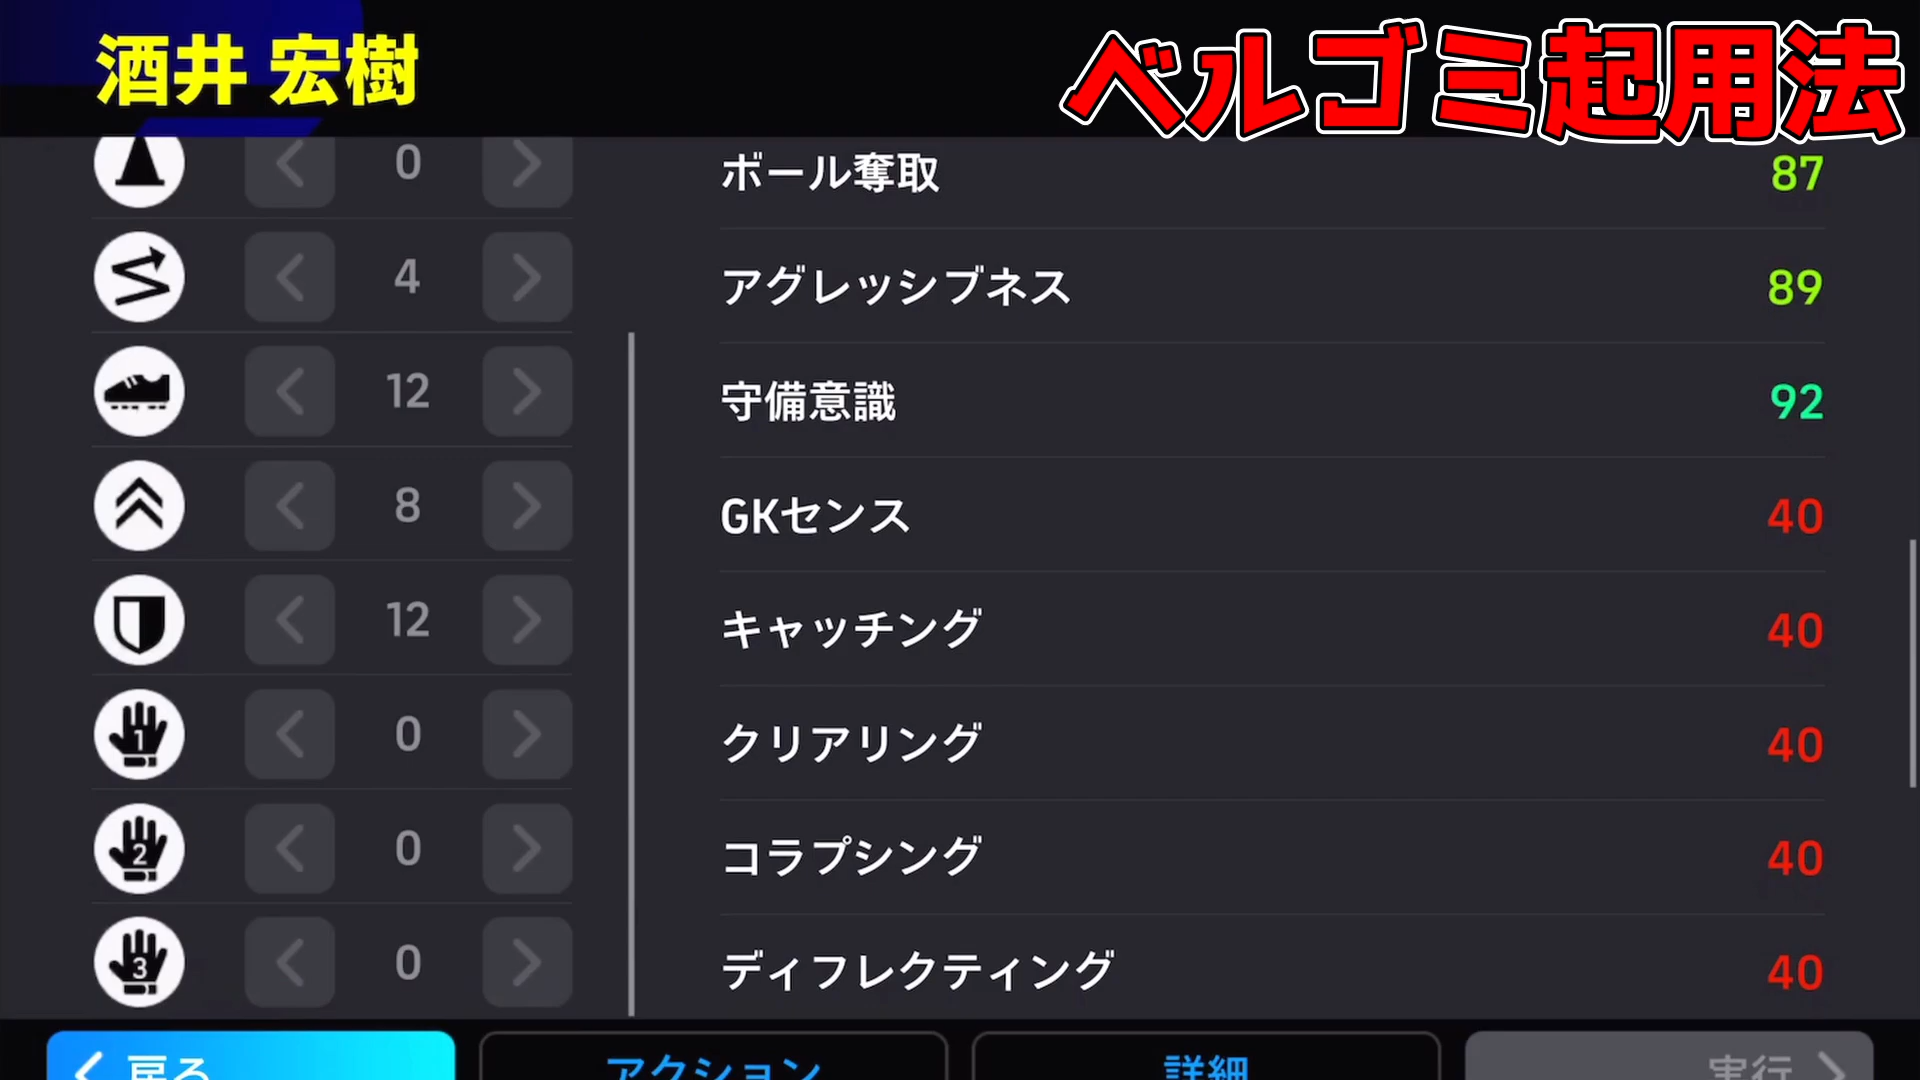 酒井 宏樹
ベルゴミ起用法
0
ボール奪取 87
4
アグレッシブネス 89
12
守備意識 92
8
GKセンス 40
12
キャッチング 40
1 0
クリアリング 40
2 0
コラプシング 40
3 0
ディフレクティング 40
戻る
アクション
詳細
実行